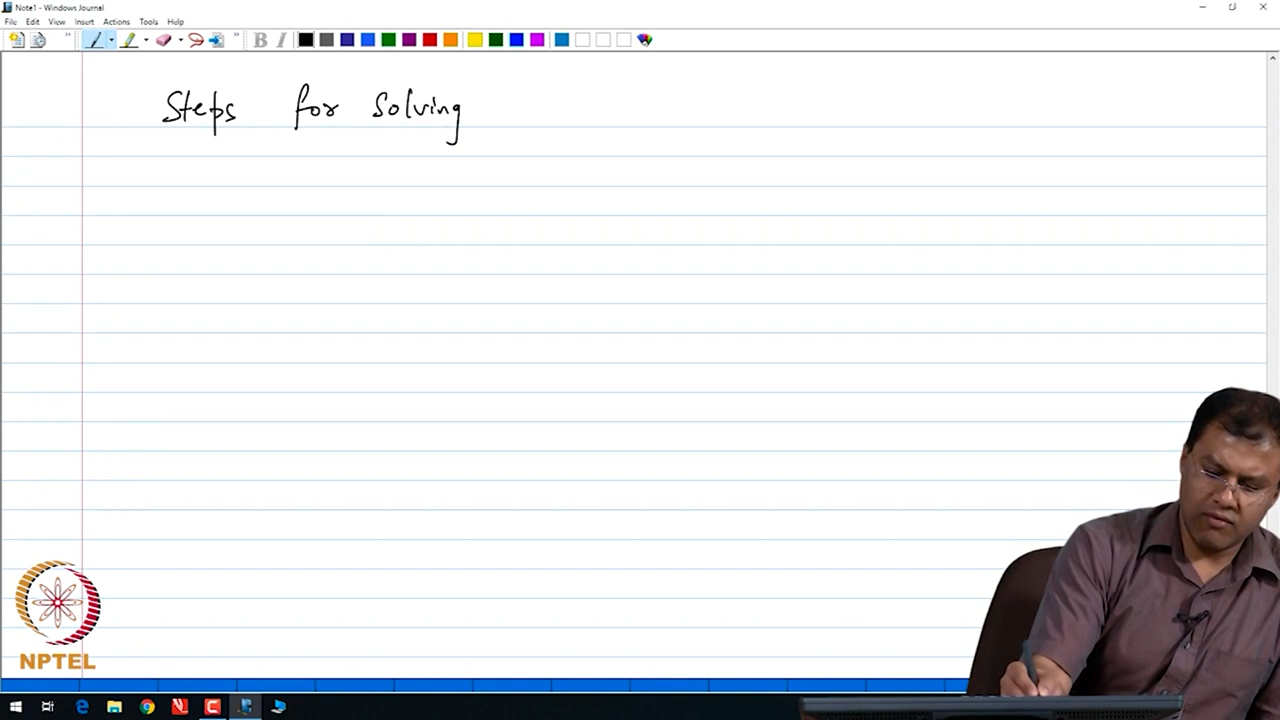 Note1 - Windows Journal
File Edit View Insert Actions Tools Help
B I
Steps for Solving
NPTEL